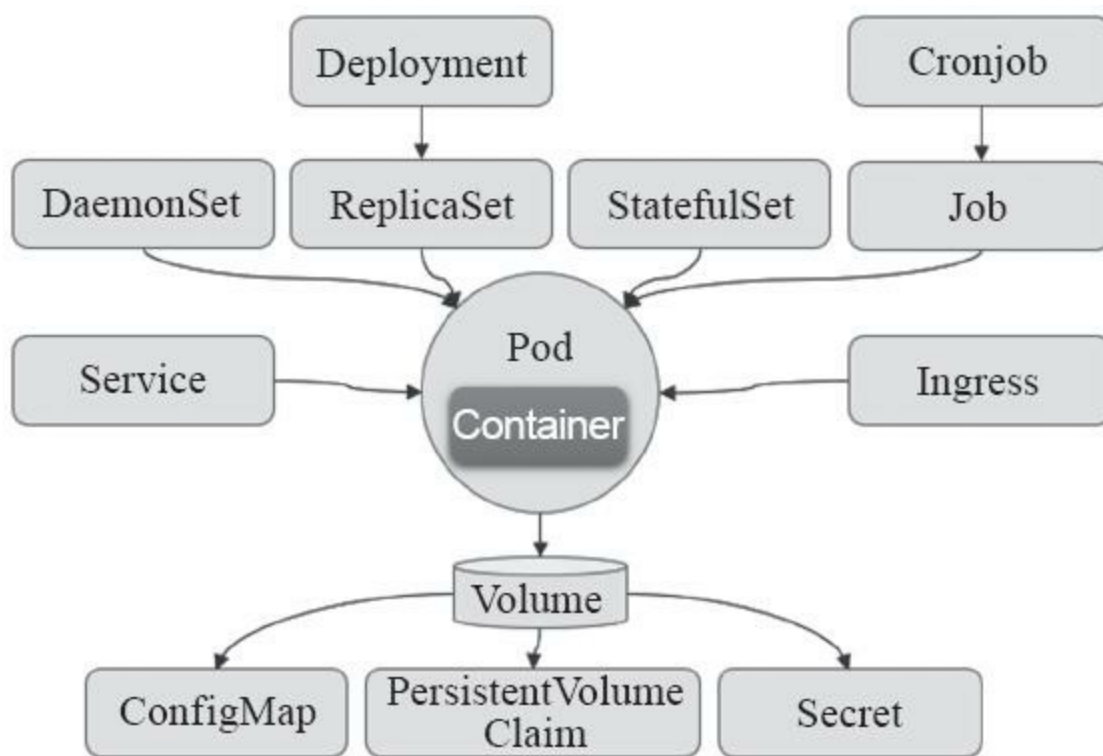 Deployment
Cronjob
DaemonSet
ReplicaSet
StatefulSet
Job
Service
Pod
Container
Ingress
Volume
ConfigMap
PersistentVolume
Claim
Secret